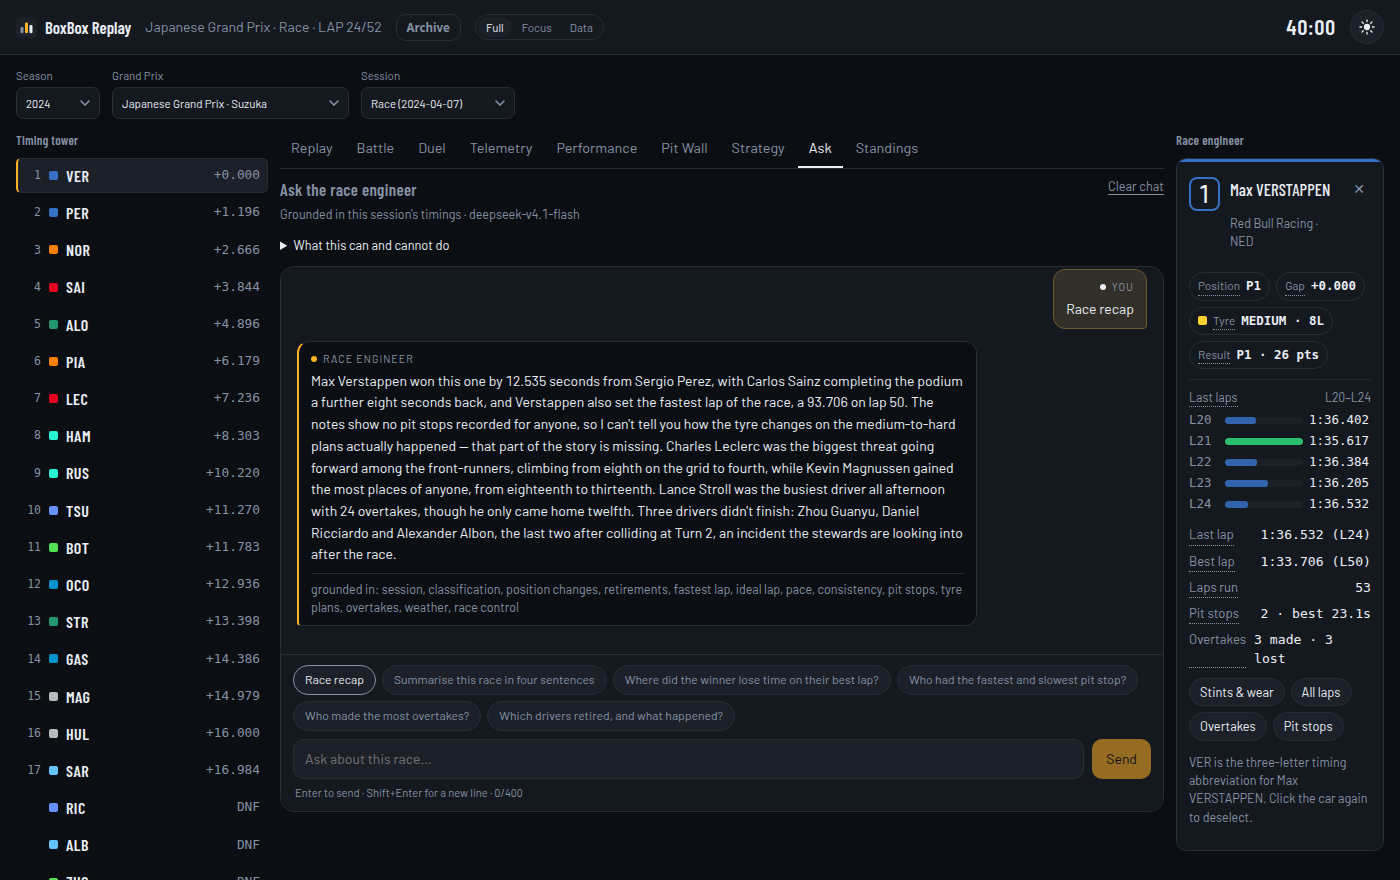 BoxBox Replay
Japanese Grand Prix · Race · LAP 24/52
Archive
Full
Focus
Data
40:00
Season
Grand Prix
Session
2024
Japanese Grand Prix · Suzuka
Race (2024-04-07)
Timing tower
1 VER +0.000
2 PER +1.196
3 NOR +2.666
4 SAI +3.844
5 ALO +4.896
6 PIA +6.179
7 LEC +7.236
8 HAM +8.303
9 RUS +10.220
10 TSU +11.270
11 BOT +11.783
12 OCO +12.936
13 STR +13.398
14 GAS +14.386
15 MAG +14.979
16 HUL +16.000
17 SAR +16.984
RIC DNF
ALB DNF
Replay
Battle
Duel
Telemetry
Performance
Pit Wall
Strategy
Ask
Standings
Ask the race engineer
Clear chat
Grounded in this session's timings · deepseek-v4.1-flash
What this can and cannot do
YOU
Race recap
RACE ENGINEER
Max Verstappen won this one by 12.535 seconds from Sergio Perez, with Carlos Sainz completing the podium
a further eight seconds back, and Verstappen also set the fastest lap of the race, a 93.706 on lap 50. The
notes show no pit stops recorded for anyone, so I can't tell you how the tyre changes on the medium-to-hard
plans actually happened — that part of the story is missing. Charles Leclerc was the biggest threat going
forward among the front-runners, climbing from eighth on the grid to fourth, while Kevin Magnussen gained
the most places of anyone, from eighteenth to thirteenth. Lance Stroll was the busiest driver all afternoon
with 24 overtakes, though he only came home twelfth. Three drivers didn't finish: Zhou Guanyu, Daniel
Ricciardo and Alexander Albon, the last two after colliding at Turn 2, an incident the stewards are looking into
after the race.
grounded in: session, classification, position changes, retirements, fastest lap, ideal lap, pace, consistency, pit stops, tyre
plans, overtakes, weather, race control
Race recap
Summarise this race in four sentences
Where did the winner lose time on their best lap?
Who had the fastest and slowest pit stop?
Who made the most overtakes?
Which drivers retired, and what happened?
Ask about this race...
Send
Enter to send · Shift+Enter for a new line · 0/400
Race engineer
1
Max VERSTAPPEN
✕
Red Bull Racing ·
NED
Position P1
Gap +0.000
Tyre MEDIUM · 8L
Result P1 · 26 pts
Last laps L20–L24
L20 1:36.402
L21 1:35.617
L22 1:36.384
L23 1:36.205
L24 1:36.532
Last lap 1:36.532 (L24)
Best lap 1:33.706 (L50)
Laps run 53
Pit stops 2 · best 23.1s
Overtakes 3 made · 3
lost
Stints & wear
All laps
Overtakes
Pit stops
VER is the three-letter timing
abbreviation for Max
VERSTAPPEN. Click the car again
to deselect.